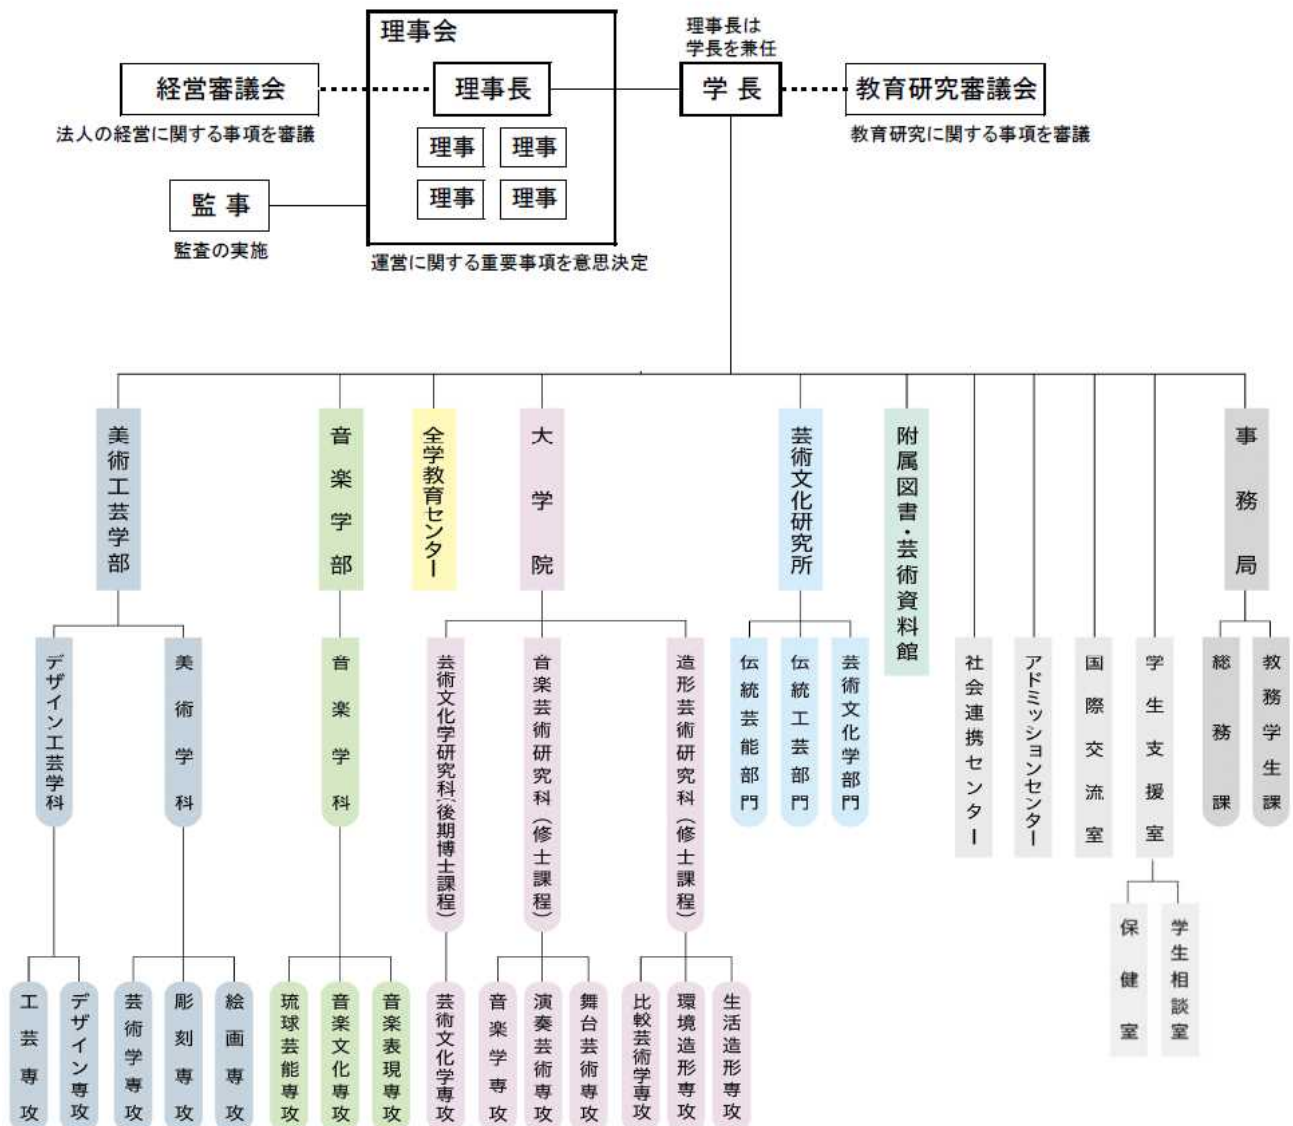 理事会
理事長は
学長を兼任
経営審議会
理事長
学 長
教育研究審議会
法人の経営に関する事項を審議
教育研究に関する事項を審議
理事
理事
理事
理事
監 事
監査の実施
運営に関する重要事項を意思決定
美術工芸学部
音楽学部
全学教育センター
大学院
芸術文化研究所
附属図書・芸術資料館
事務局
デザイン工芸学科
美術学科
音楽学科
芸術文化学研究科(後期博士課程)
音楽芸術研究科(修士課程)
造形芸術研究科(修士課程)
伝統芸能部門
伝統工芸部門
芸術文化学部門
社会連携センター
アドミッションセンター
国際交流室
学生支援室
総務課
教務学生課
保健室
学生相談室
工芸専攻
デザイン専攻
芸術学専攻
彫刻専攻
絵画専攻
琉球芸能専攻
音楽文化専攻
音楽表現専攻
芸術文化学専攻
音楽学専攻
演奏芸術専攻
舞台芸術専攻
比較芸術学専攻
環境造形専攻
生活造形専攻